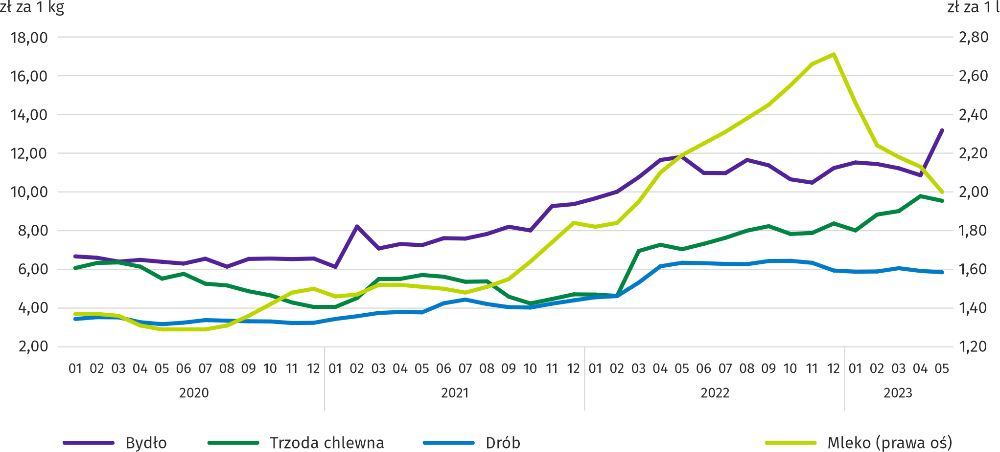 zł za 1 kg
zł za 1 l
18,00 2,80
16,00 2,60
14,00 2,40
12,00 2,20
10,00 2,00
8,00 1,80
6,00 1,60
4,00 1,40
2,00 1,20
01 02 03 04 05 06 07 08 09 10 11 12 01 02 03 04 05 06 07 08 09 10 11 12 01 02 03 04 05 06 07 08 09 10 11 12 01 02 03 04 05
2020 2021 2022 2023
Bydło Trzoda chlewna Drób Mleko (prawa oś)